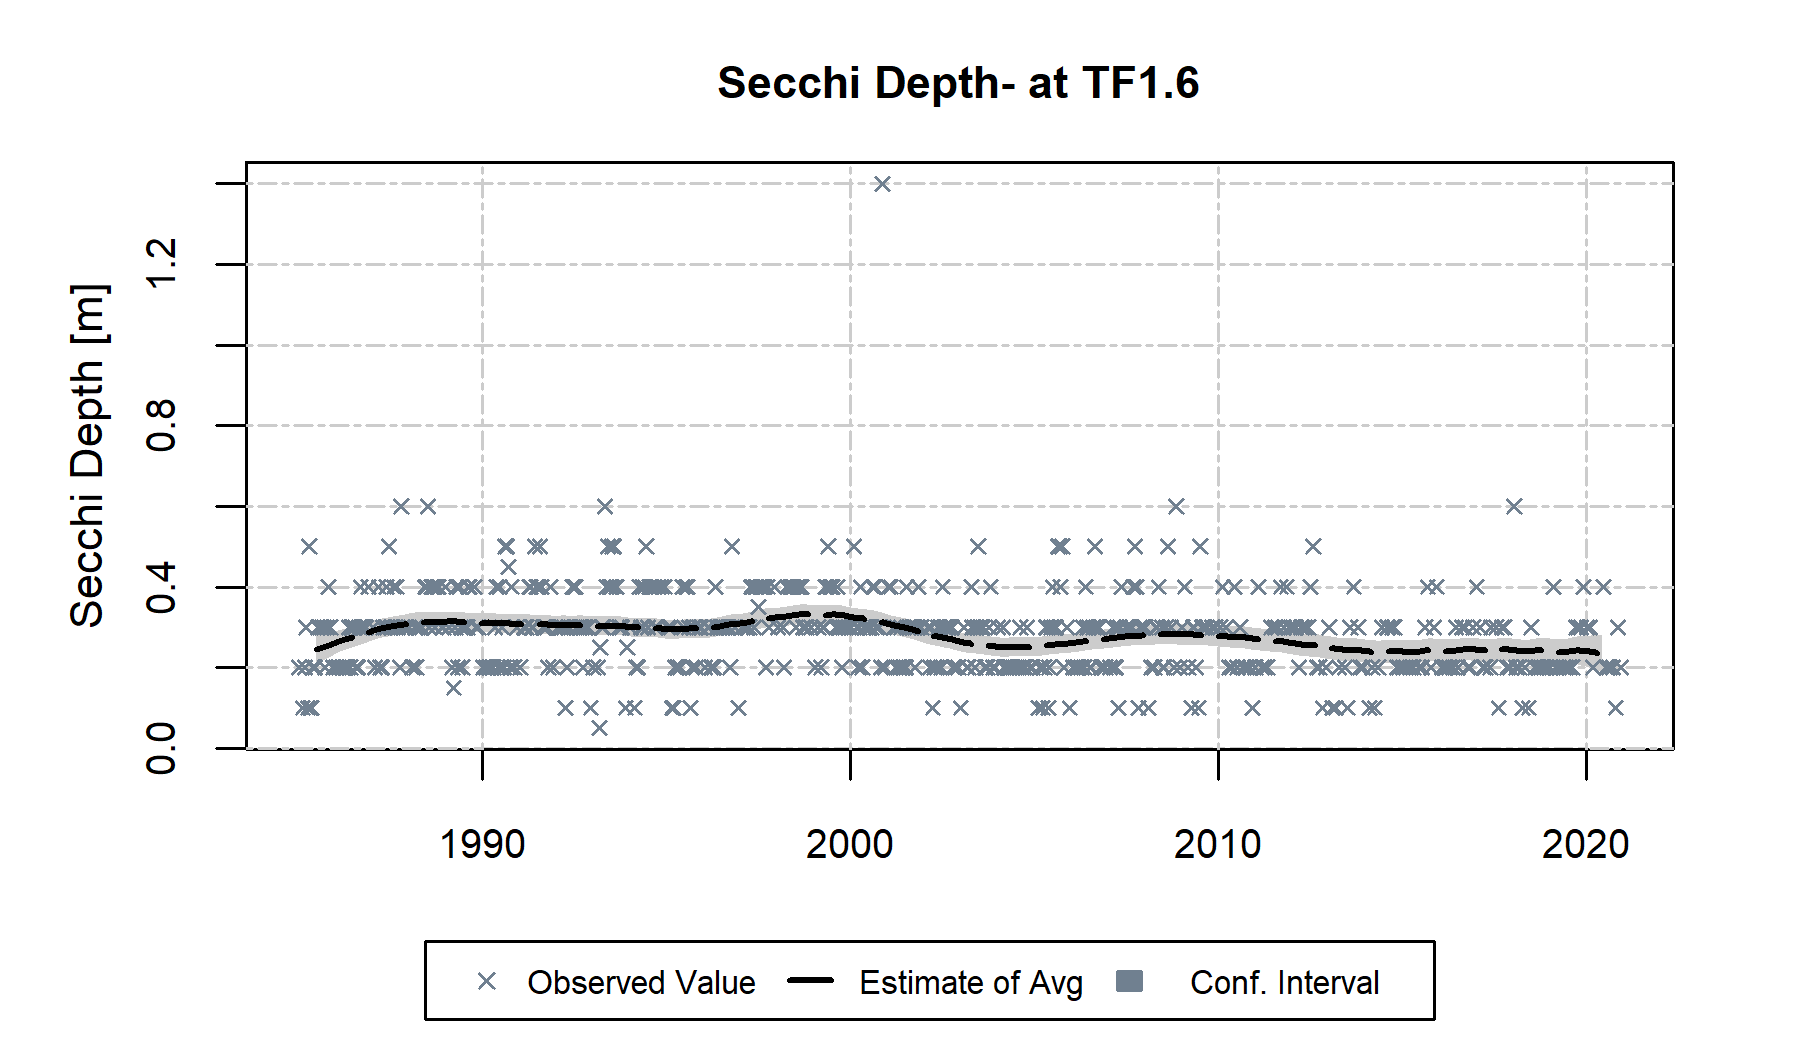 Secchi Depth- at TF1.6
Secchi Depth [m]
1.2
0.8
0.4
0.0
1990 2000 2010 2020
Observed Value Estimate of Avg Conf. Interval